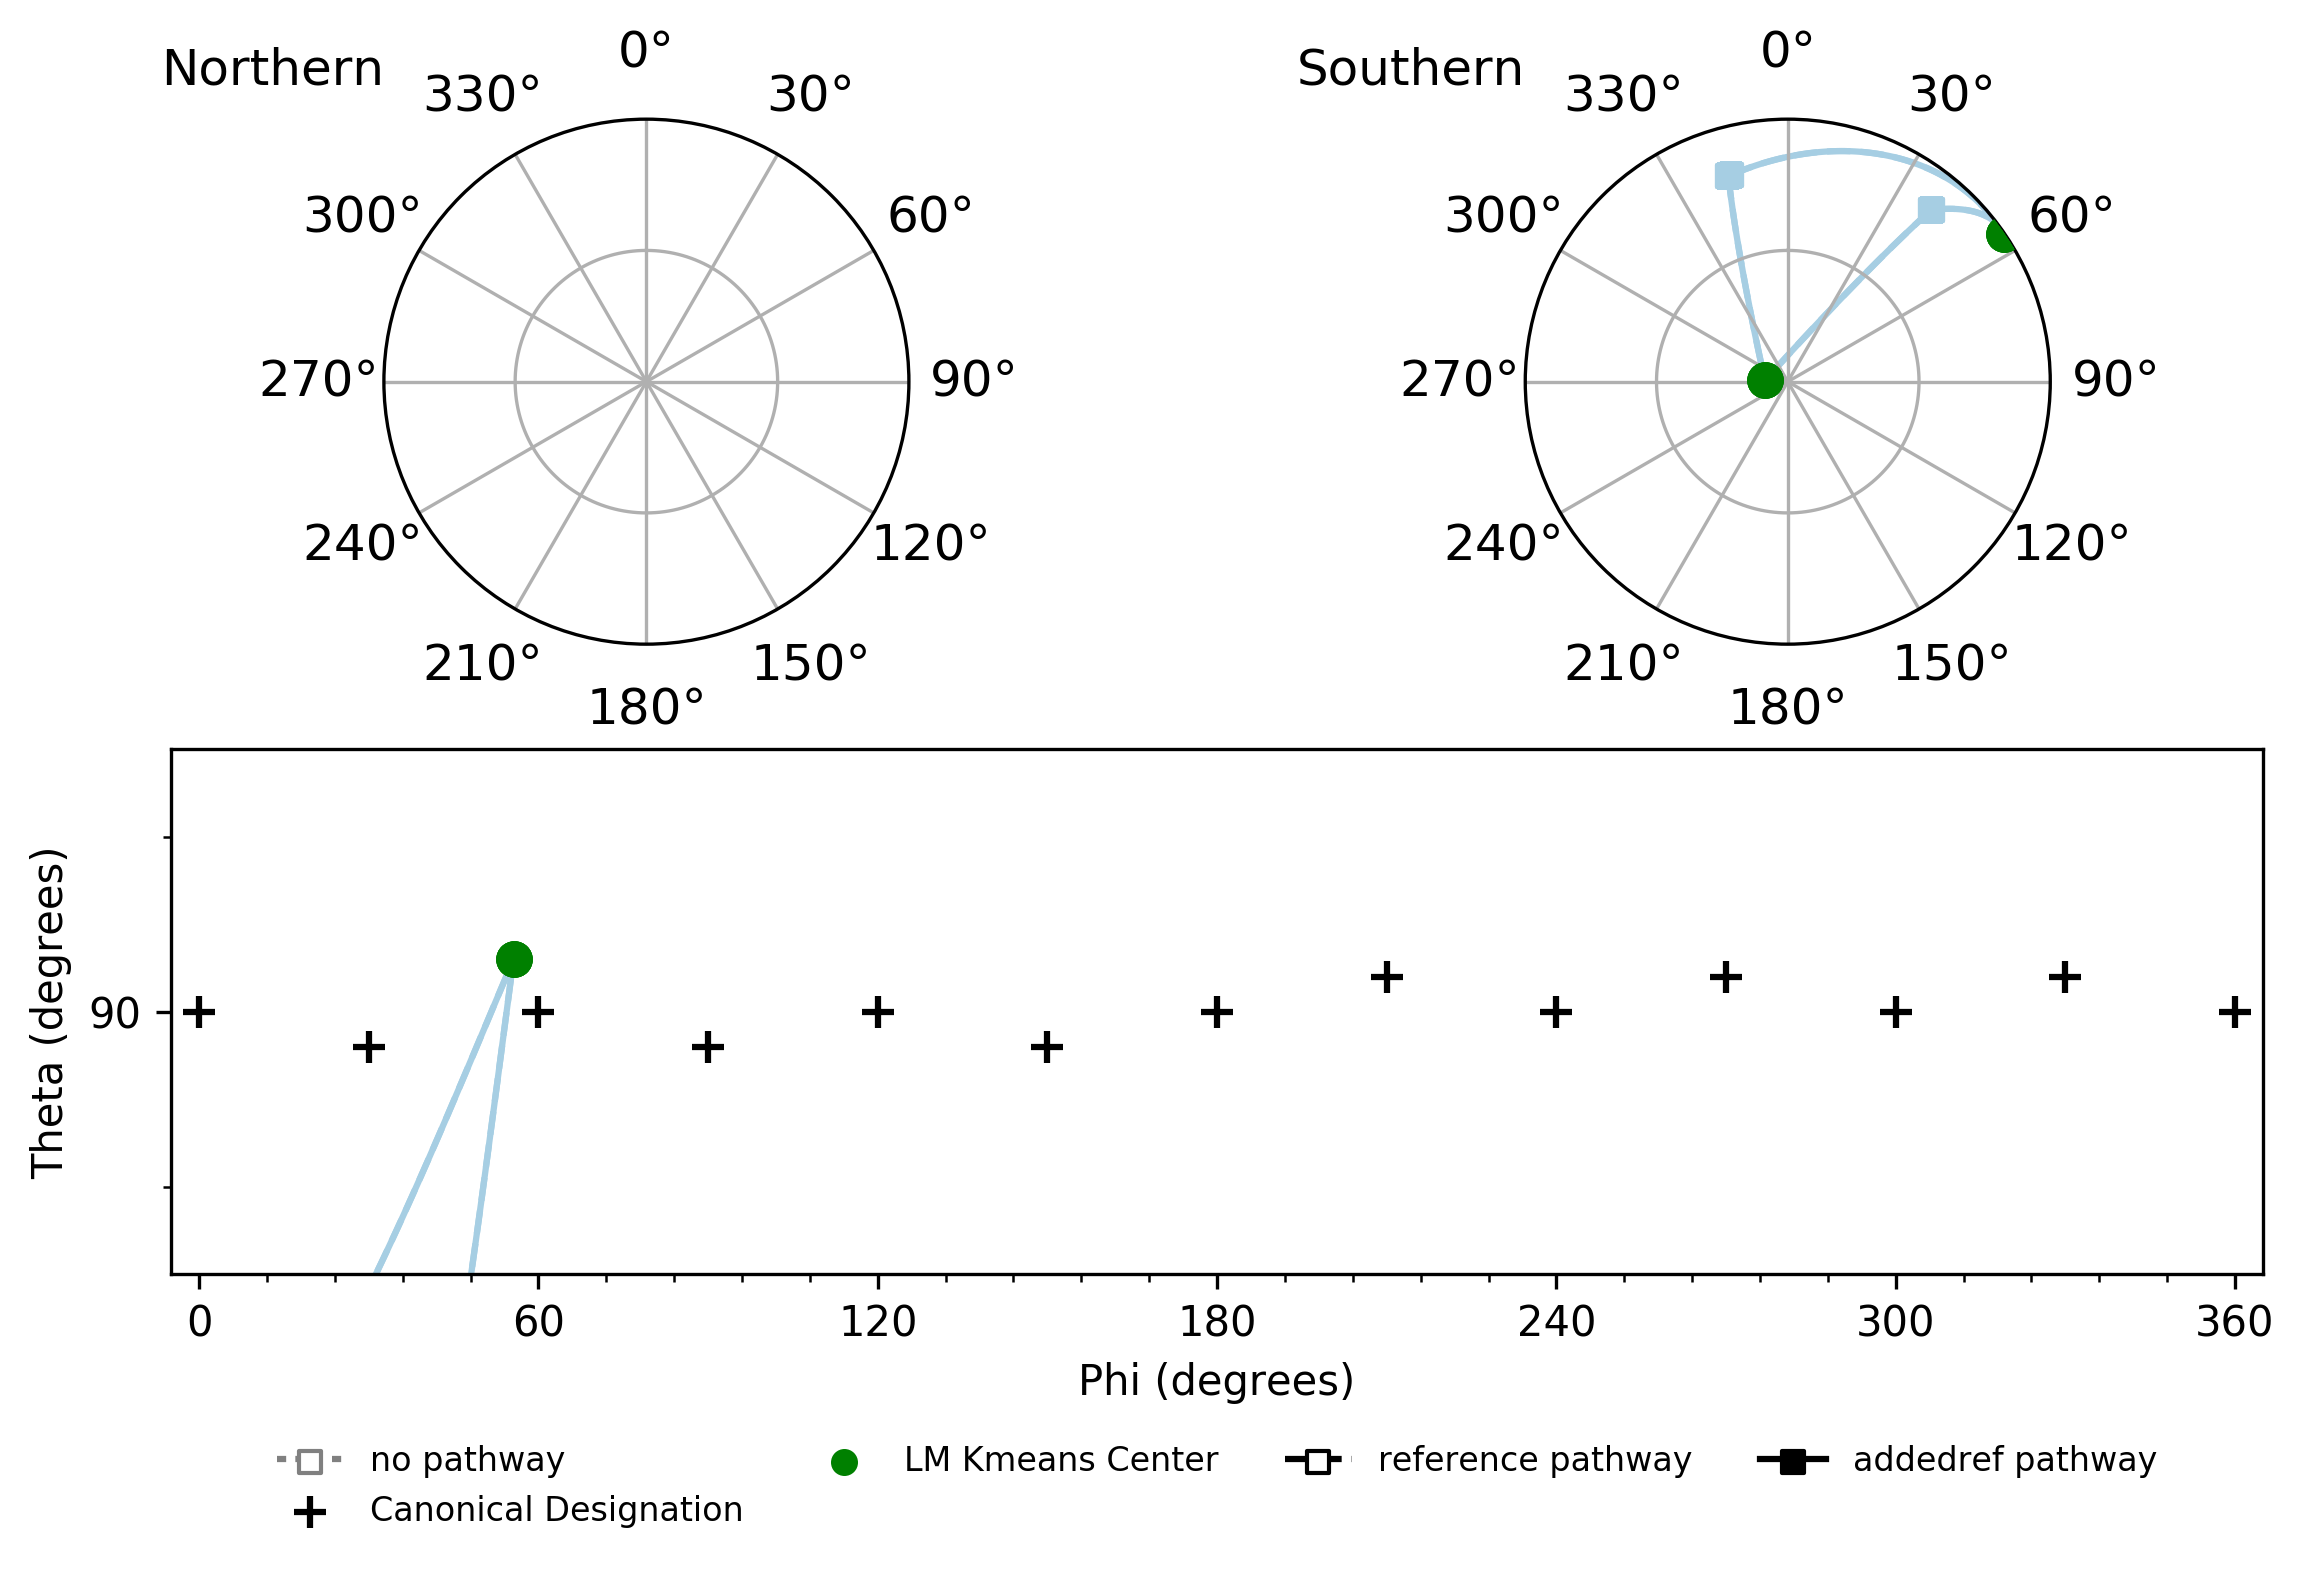 Northern
0°
330°
30°
300°
60°
270°
90°
240°
120°
210°
150°
180°
Southern
0°
330°
30°
300°
60°
270°
90°
240°
120°
210°
150°
180°
Theta (degrees)
90
0 60 120 180 240 300 360
Phi (degrees)
no pathway
Canonical Designation
LM Kmeans Center
reference pathway
addedref pathway